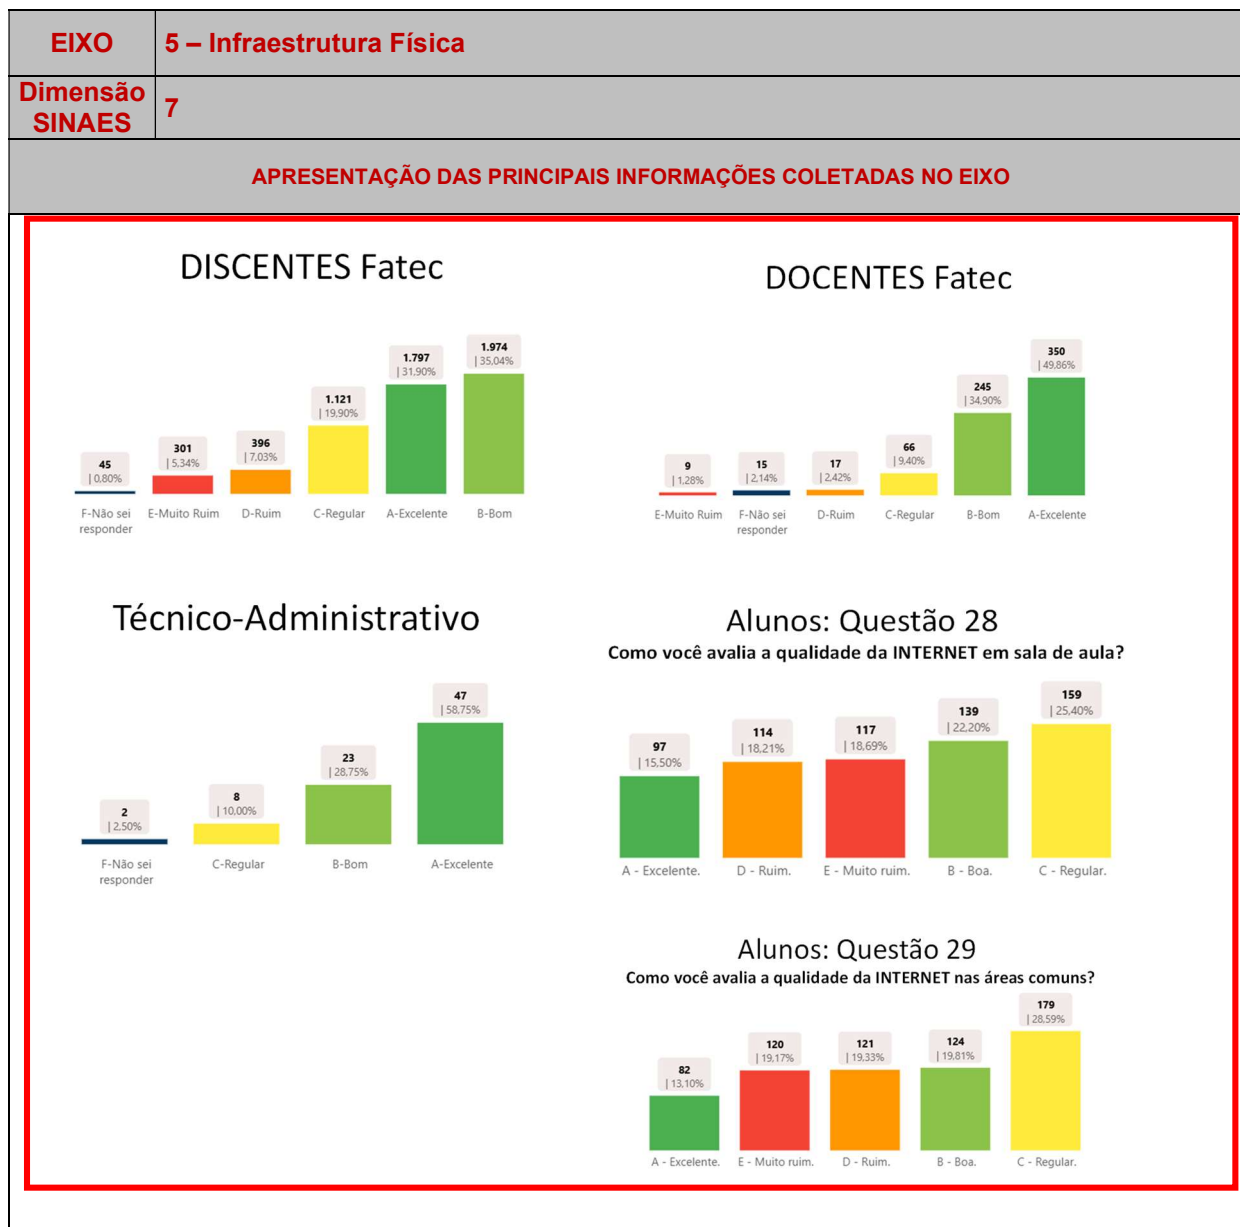 EIXO
5 – Infraestrutura Física
Dimensão
SINAES
7
APRESENTAÇÃO DAS PRINCIPAIS INFORMAÇÕES COLETADAS NO EIXO
DISCENTES Fatec
45
| 0,80%
301
| 5,34%
396
| 7,03%
1.121
| 19,90%
1.797
| 31,90%
1.974
| 35,04%
F-Não sei
responder
E-Muito Ruim
D-Ruim
C-Regular
A-Excelente
B-Bom
DOCENTES Fatec
9
| 1,28%
15
| 2,14%
17
| 2,42%
66
| 9,40%
245
| 34,90%
350
| 49,86%
E-Muito Ruim
F-Não sei
responder
D-Ruim
C-Regular
B-Bom
A-Excelente
Técnico-Administrativo
2
| 2,50%
8
| 10,00%
23
| 28,75%
47
| 58,75%
F-Não sei
responder
C-Regular
B-Bom
A-Excelente
Alunos: Questão 28
Como você avalia a qualidade da INTERNET em sala de aula?
97
| 15,50%
114
| 18,21%
117
| 18,69%
139
| 22,20%
159
| 25,40%
A - Excelente.
D - Ruim.
E - Muito ruim.
B - Boa.
C - Regular.
Alunos: Questão 29
Como você avalia a qualidade da INTERNET nas áreas comuns?
82
| 13,10%
120
| 19,17%
121
| 19,33%
124
| 19,81%
179
| 28,59%
A - Excelente.
E - Muito ruim.
D - Ruim.
B - Boa.
C - Regular.